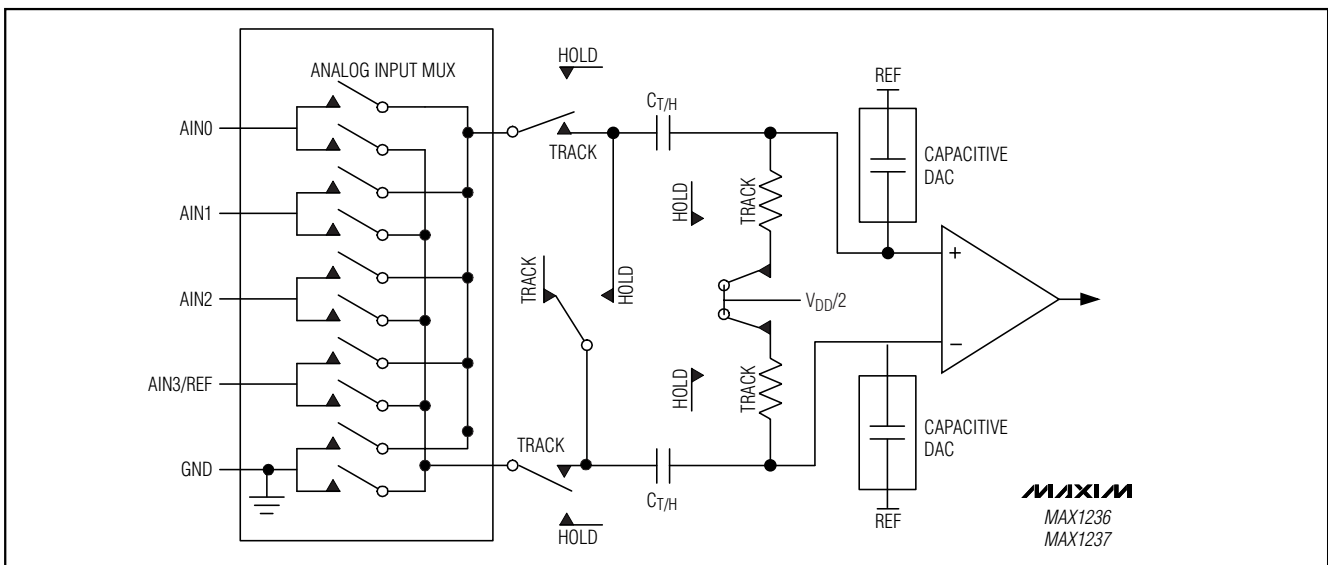 HOLD
ANALOG INPUT MUX
REF
C_T/H
AIN0
TRACK
CAPACITIVE
DAC
HOLD
TRACK
AIN1
+
TRACK
HOLD
AIN2
V_DD/2
−
AIN3/REF
HOLD
TRACK
TRACK
CAPACITIVE
DAC
GND
C_T/H
HOLD
REF
MAXIM
MAX1236
MAX1237